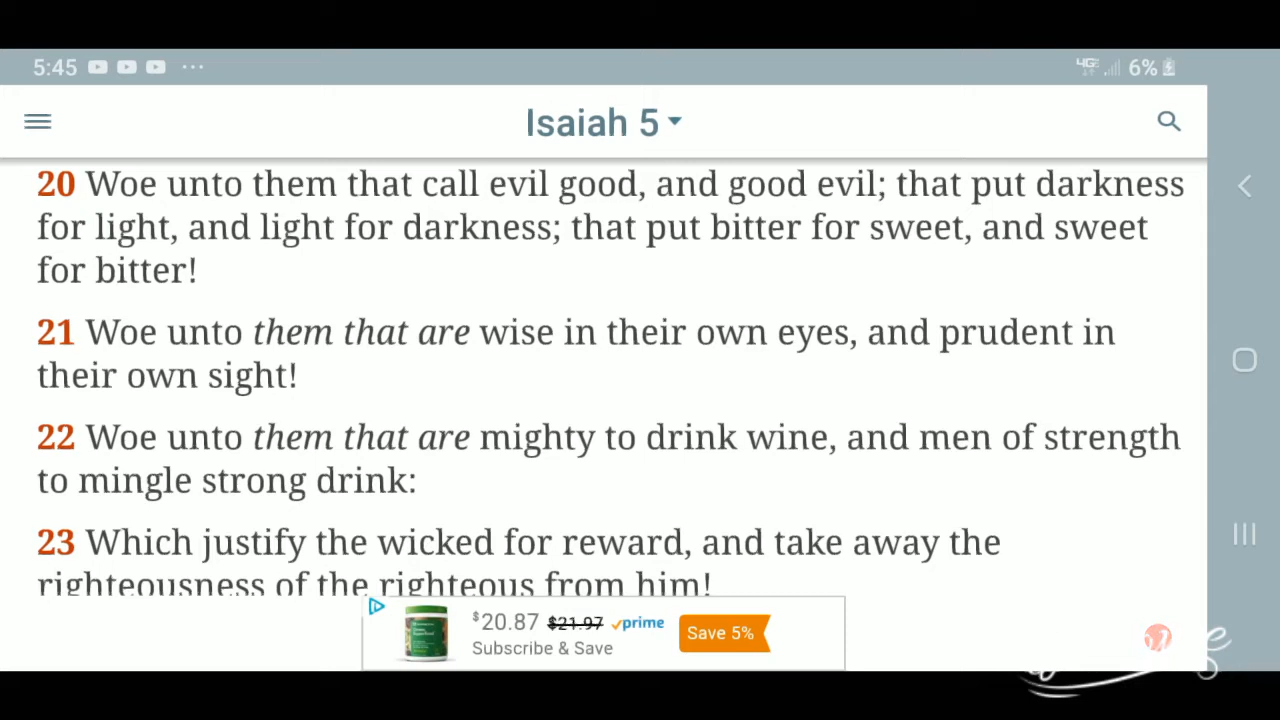 5:45 ... 4GE 6%
Isaiah 5
20 Woe unto them that call evil good, and good evil; that put darkness
for light, and light for darkness; that put bitter for sweet, and sweet
for bitter!
21 Woe unto them that are wise in their own eyes, and prudent in
their own sight!
22 Woe unto them that are mighty to drink wine, and men of strength
to mingle strong drink:
23 Which justify the wicked for reward, and take away the
righteousness of the righteous from him!
$20.87 $21.97 prime
Subscribe & Save
Save 5%